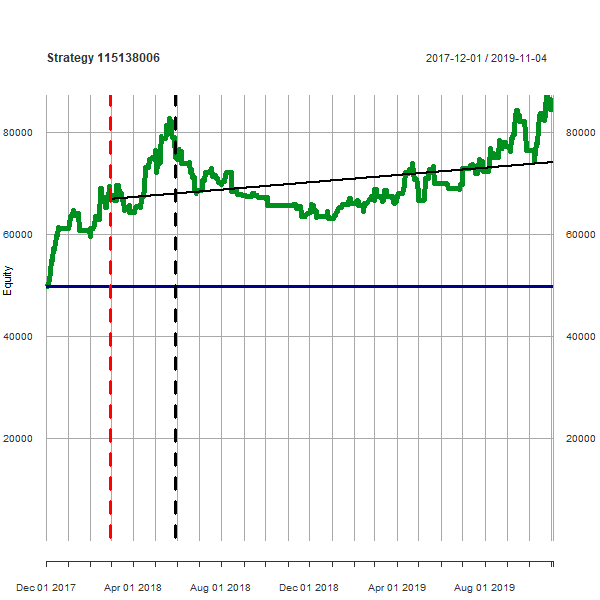 Strategy 115138006 2017-12-01 / 2019-11-04
80000 80000
60000 60000
Equity
40000 40000
20000 20000
Dec 01 2017 Apr 01 2018 Aug 01 2018 Dec 01 2018 Apr 01 2019 Aug 01 2019